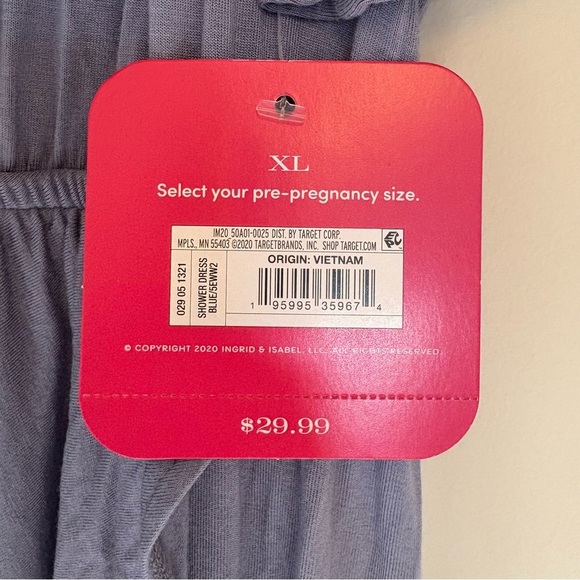 XL
Select your pre-pregnancy size.
IM20_50A01-0025 DIST. BY TARGET CORP.
MPLS., MN 55403 ©2020 TARGETBRANDS, INC. SHOP TARGET.COM
029 05 1321
SHOWER DRESS
BLUE/5EWW2
ORIGIN: VIETNAM
1 95995 35967 4
© COPYRIGHT 2020 INGRID & ISABEL, LLC. ALL RIGHTS RESERVED.
$29.99